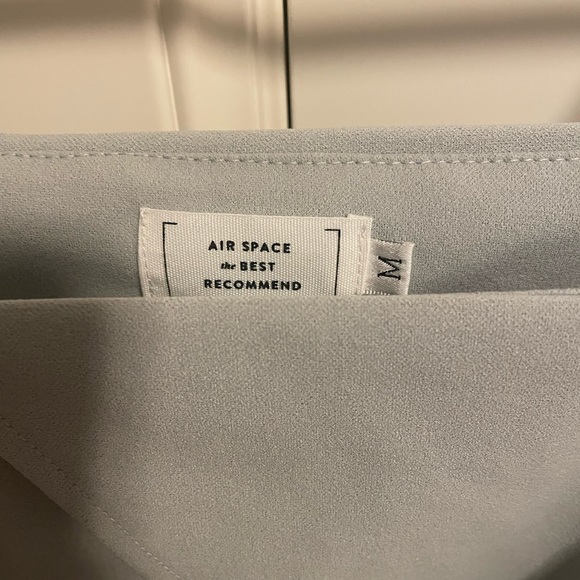 AIR SPACE
the BEST
RECOMMEND
M